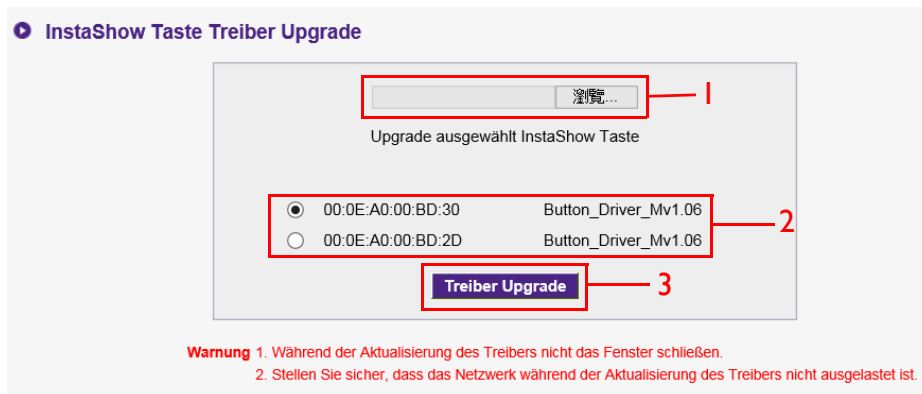 InstaShow Taste Treiber Upgrade
瀏覽... 1
Upgrade ausgewählt InstaShow Taste
00:0E:A0:00:BD:30 Button_Driver_Mv1.06
2
00:0E:A0:00:BD:2D Button_Driver_Mv1.06
Treiber Upgrade 3
Warnung 1. Während der Aktualisierung des Treibers nicht das Fenster schließen.
2. Stellen Sie sicher, dass das Netzwerk während der Aktualisierung des Treibers nicht ausgelastet ist.